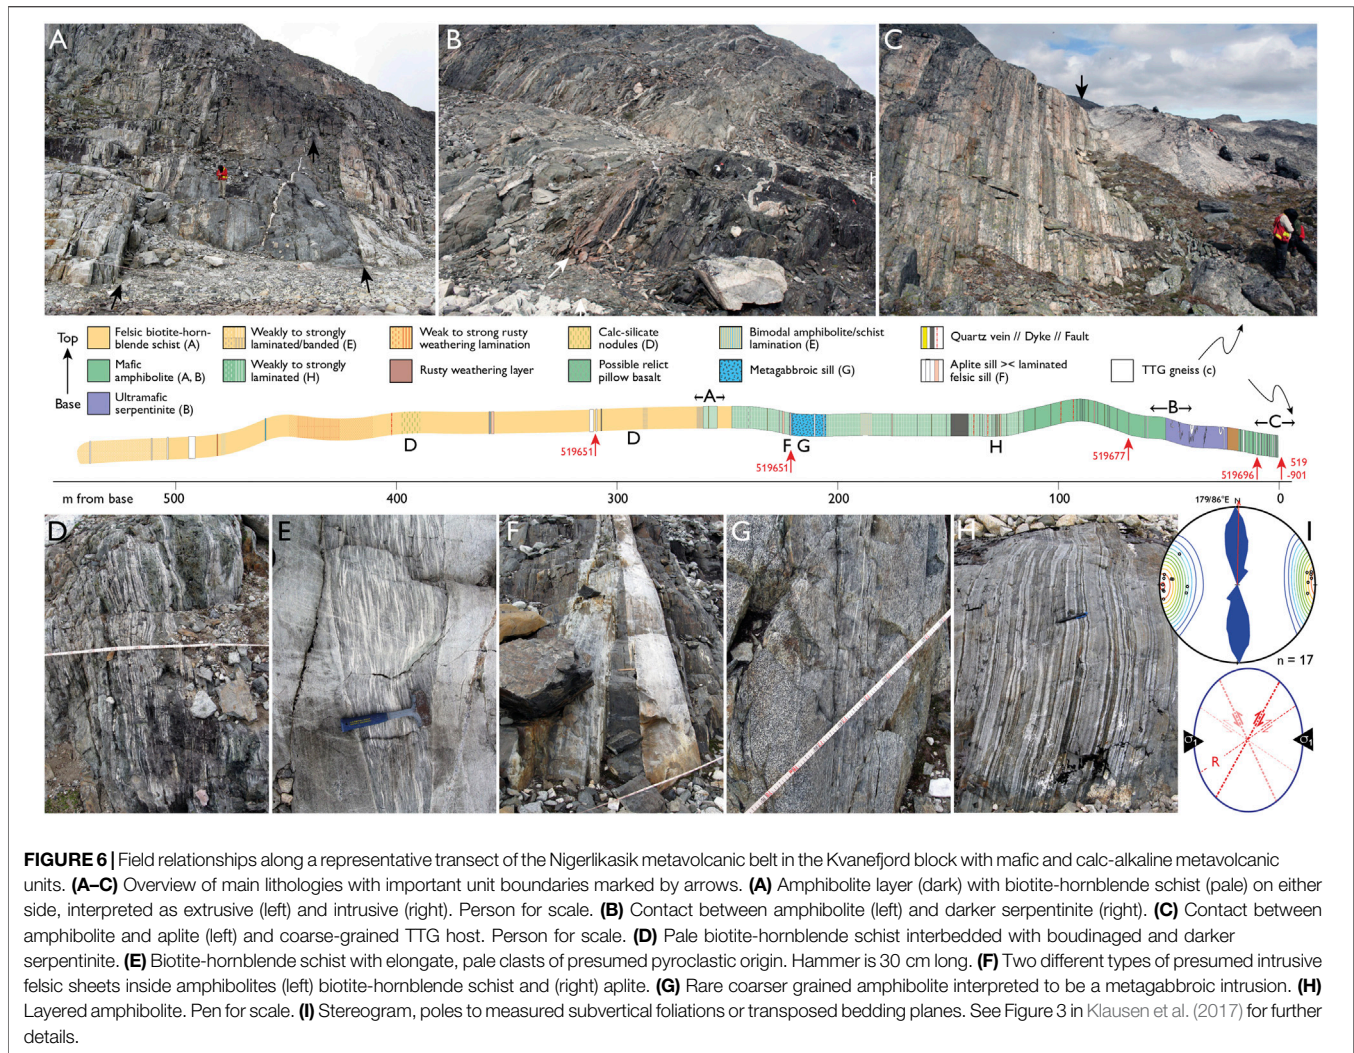 A
B
C
H
Top
Base
Felsic biotite-horn-
blende schist (A)
Mafic
amphibolite (A, B)
Ultramafic
serpentinite (B)
Weakly to strongly
laminated/banded (E)
Weakly to strongly
laminated (H)
Weak to strong rusty
weathering lamination
Rusty weathering layer
Calc-silicate
nodules (D)
Possible relict
pillow basalt
Bimodal amphibolite/schist
lamination (E)
Metagabbroic sill (G)
Quartz vein // Dyke // Fault
Aplite sill >< laminated
felsic sill (F)
TTG gneiss (c)
A
B
C
D
519651
D
F
G
519651
H
519677
519696
519
-901
m from base
500
400
300
200
100
0
179/86°E N
D
E
F
G
H
I
n = 17
σ1
σ1
R
FIGURE 6 | Field relationships along a representative transect of the Nigerlikasik metavolcanic belt in the Kvanefjord block with mafic and calc-alkaline metavolcanic
units. (A–C) Overview of main lithologies with important unit boundaries marked by arrows. (A) Amphibolite layer (dark) with biotite-hornblende schist (pale) on either
side, interpreted as extrusive (left) and intrusive (right). Person for scale. (B) Contact between amphibolite (left) and darker serpentinite (right). (C) Contact between
amphibolite and aplite (left) and coarse-grained TTG host. Person for scale. (D) Pale biotite-hornblende schist interbedded with boudinaged and darker
serpentinite. (E) Biotite-hornblende schist with elongate, pale clasts of presumed pyroclastic origin. Hammer is 30 cm long. (F) Two different types of presumed intrusive
felsic sheets inside amphibolites (left) biotite-hornblende schist and (right) aplite. (G) Rare coarser grained amphibolite interpreted to be a metagabbroic intrusion. (H)
Layered amphibolite. Pen for scale. (I) Stereogram, poles to measured subvertical foliations or transposed bedding planes. See Figure 3 in Klausen et al. (2017) for further
details.